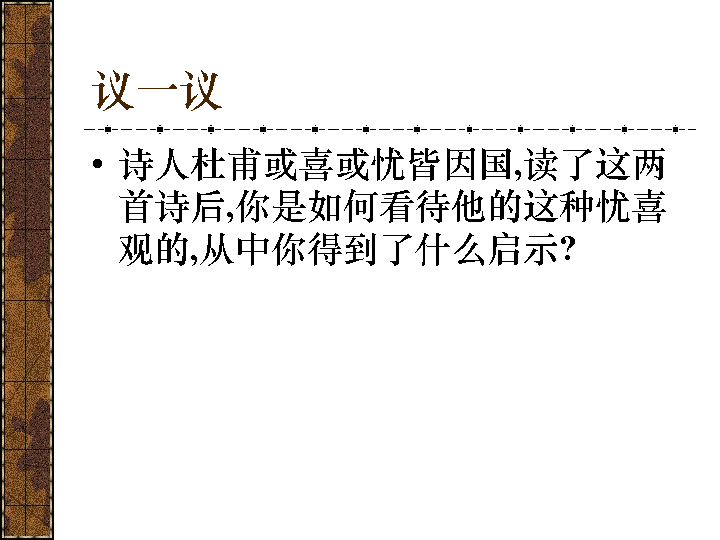 议一议
• 诗人杜甫或喜或忧皆因国,读了这两
首诗后,你是如何看待他的这种忧喜
观的,从中你得到了什么启示?